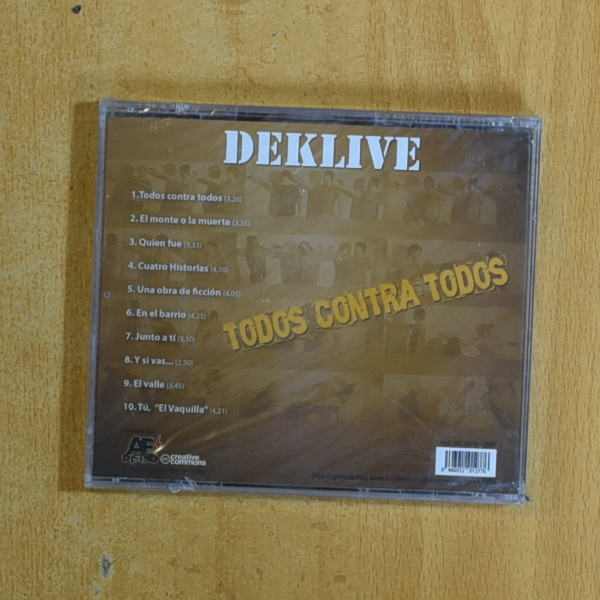 DEKLIVE
1.Todos contra todos (3,20)
2. El monte o la muerte (3,35)
3. Quien fue (3,33)
4. Cuatro Historias (4,10)
5. Una obra de ficción (4,05)
6. En el barrio (4,25)
7. Junto a tí (3,10)
8. Y si vas... (2,50)
9. El valle (3,45)
10. Tú, "El Vaquilla" (4,21)
TODOS CONTRA TODOS
creative
commons